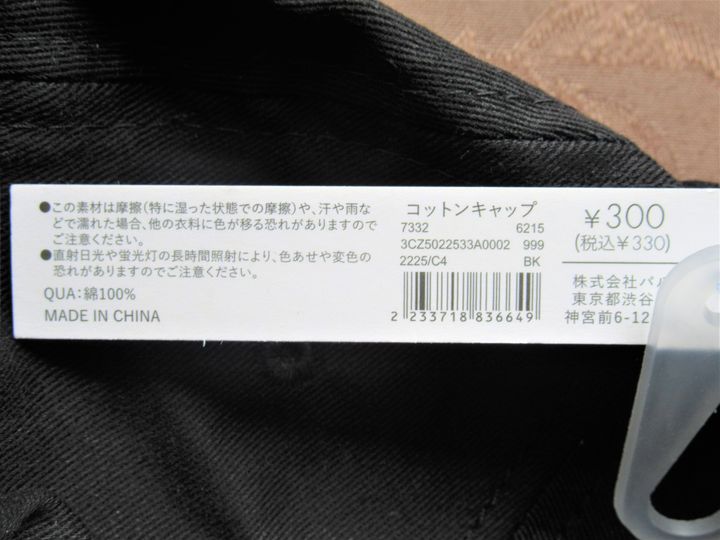 ●この素材は摩擦(特に湿った状態での摩擦)や、汗や雨な
どで濡れた場合、他の衣料に色が移る恐れがありますので
ご注意ください。
●直射日光や蛍光灯の長時間照射により、色あせや変色の
恐れがありますのでご注意ください。
QUA:綿100%
MADE IN CHINA
コットンキャップ
7332 6215
3CZ5022533A0002 999
2225/C4 BK
2 233718 836649
¥300
(税込¥330)
株式会社パル
東京都渋谷
神宮前6-12